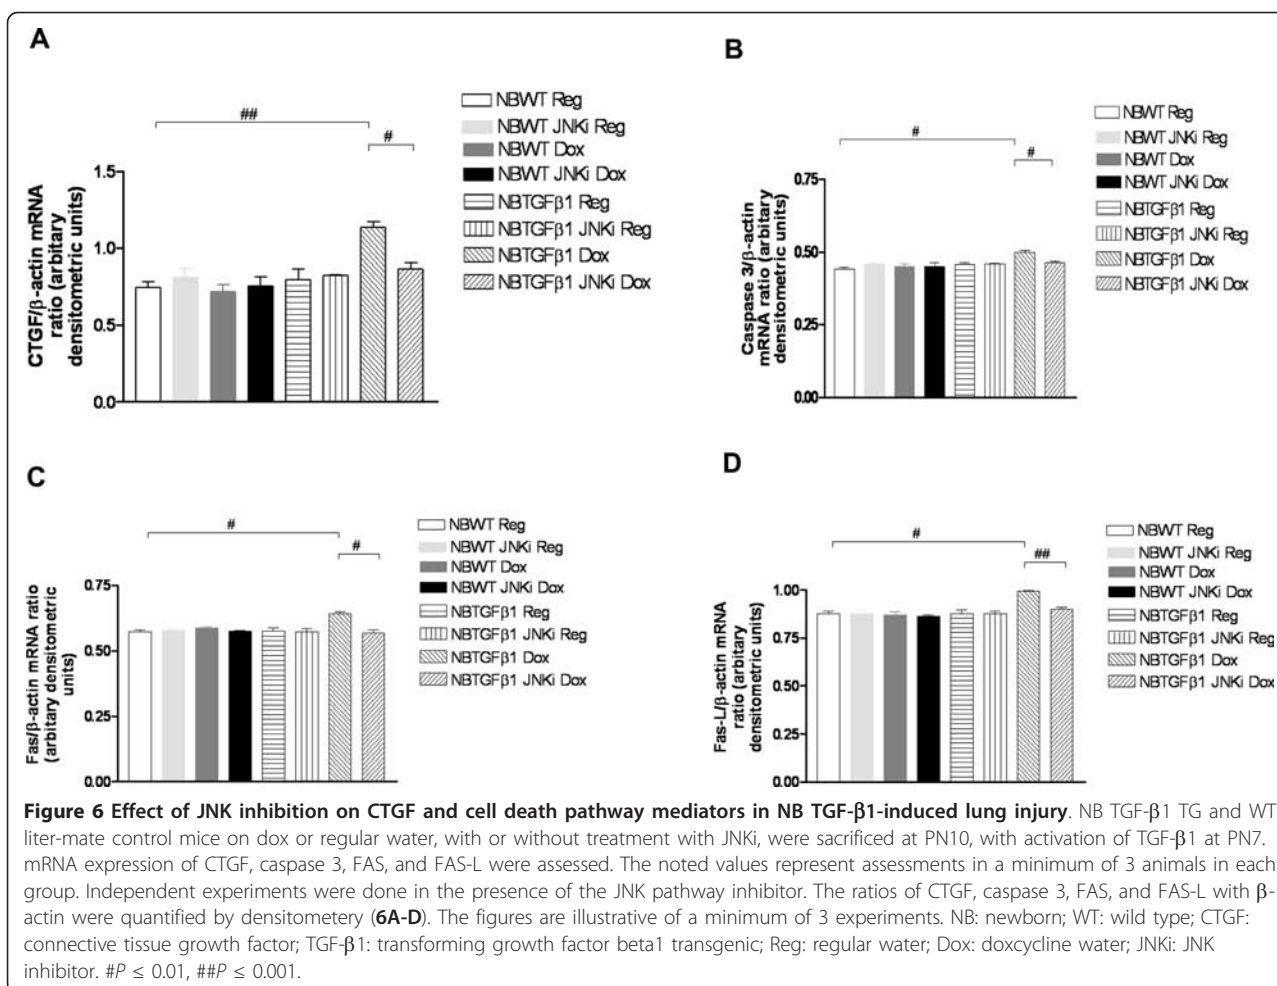 A
##
#
1.5
1.0
0.5
0.0
CTGF/β-actin mRNA
ratio (arbitary
densitometric units)
NBWT Reg
NBWT JNKi Reg
NBWT Dox
NBWT JNKi Dox
NBTGFβ1 Reg
NBTGFβ1 JNKi Reg
NBTGFβ1 Dox
NBTGFβ1 JNKi Dox
B
#
#
0.75
0.50
0.25
0.00
Caspase 3/β-actin
mRNA ratio (arbitary
densitometric units)
NBWT Reg
NBWT JNKi Reg
NBWT Dox
NBWT JNKi Dox
NBTGFβ1 Reg
NBTGFβ1 JNKi Reg
NBTGFβ1 Dox
NBTGFβ1 JNKi Dox
C
#
#
0.75
0.50
0.25
0.00
Fas/β-actin mRNA ratio
(arbitary densitometric
units)
NBWT Reg
NBWT JNKi Reg
NBWT Dox
NBWT JNKi Dox
NBTGFβ1 Reg
NBTGFβ1 JNKi Reg
NBTGFβ1 Dox
NBTGFβ1 JNKi Dox
D
#
##
1.00
0.75
0.50
0.25
0.00
Fas-L/β-actin mRNA
ratio (arbitary
densitometric units)
NBWT Reg
NBWT JNKi Reg
NBWT Dox
NBWT JNKi Dox
NBTGFβ1 Reg
NBTGFβ1 JNKi Reg
NBTGFβ1 Dox
NBTGFβ1 JNKi Dox
Figure 6 Effect of JNK inhibition on CTGF and cell death pathway mediators in NB TGF-β1-induced lung injury. NB TGF-β1 TG and WT
liter-mate control mice on dox or regular water, with or without treatment with JNKi, were sacrificed at PN10, with activation of TGF-β1 at PN7.
mRNA expression of CTGF, caspase 3, FAS, and FAS-L were assessed. The noted values represent assessments in a minimum of 3 animals in each
group. Independent experiments were done in the presence of the JNK pathway inhibitor. The ratios of CTGF, caspase 3, FAS, and FAS-L with β-
actin were quantified by densitometery (6A-D). The figures are illustrative of a minimum of 3 experiments. NB: newborn; WT: wild type; CTGF:
connective tissue growth factor; TGF-β1: transforming growth factor beta1 transgenic; Reg: regular water; Dox: doxcycline water; JNKi: JNK
inhibitor. #P ≤ 0.01, ##P ≤ 0.001.